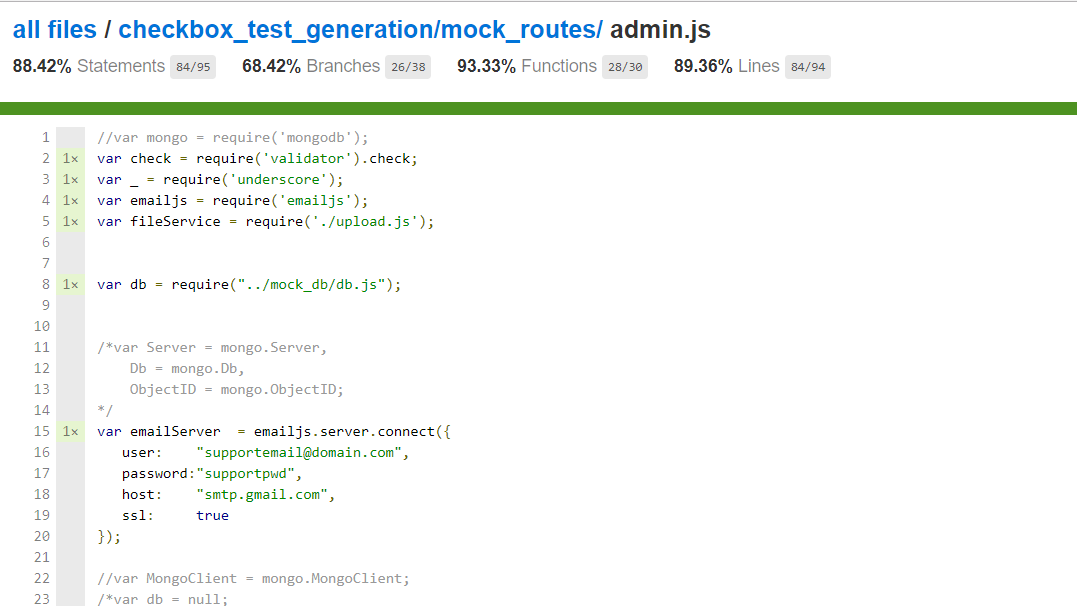 all files / checkbox_test_generation/mock_routes/ admin.js
88.42% Statements 84/95 68.42% Branches 26/38 93.33% Functions 28/30 89.36% Lines 84/94
1 //var mongo = require('mongodb');
2 1× var check = require('validator').check;
3 1× var _ = require('underscore');
4 1× var emailjs = require('emailjs');
5 1× var fileService = require('./upload.js');
6
7
8 1× var db = require("../mock_db/db.js");
9
10
11 /*var Server = mongo.Server,
12 Db = mongo.Db,
13 ObjectID = mongo.ObjectID;
14 */
15 1× var emailServer  = emailjs.server.connect({
16 user:    "supportemail@domain.com",
17 password:"supportpwd",
18 host:    "smtp.gmail.com",
19 ssl:     true
20 });
21
22 //var MongoClient = mongo.MongoClient;
23 /*var db = null;